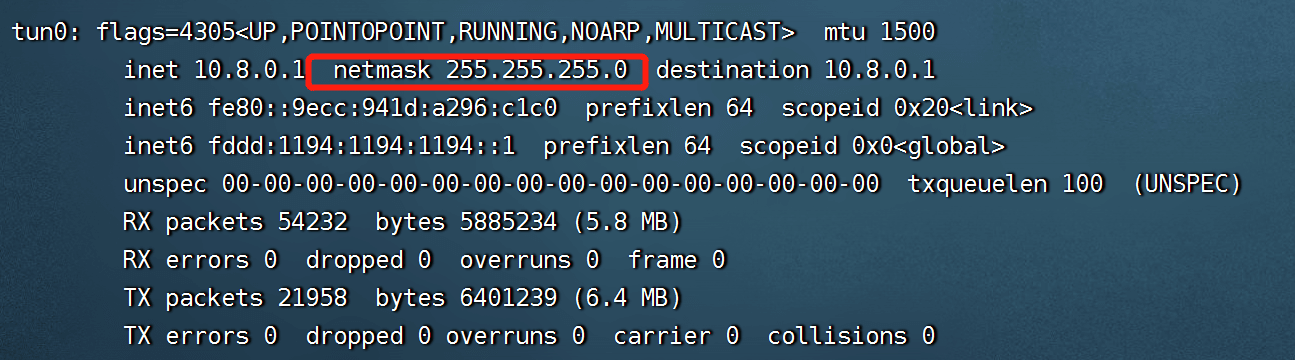 tun0: flags=4305<UP,POINTOPOINT,RUNNING,NOARP,MULTICAST>  mtu 1500
inet 10.8.0.1  netmask 255.255.255.0  destination 10.8.0.1
inet6 fe80::9ecc:941d:a296:c1c0  prefixlen 64  scopeid 0x20<link>
inet6 fddd:1194:1194:1194::1  prefixlen 64  scopeid 0x0<global>
unspec 00-00-00-00-00-00-00-00-00-00-00-00-00-00-00-00  txqueuelen 100  (UNSPEC)
RX packets 54232  bytes 5885234 (5.8 MB)
RX errors 0  dropped 0  overruns 0  frame 0
TX packets 21958  bytes 6401239 (6.4 MB)
TX errors 0  dropped 0 overruns 0  carrier 0  collisions 0